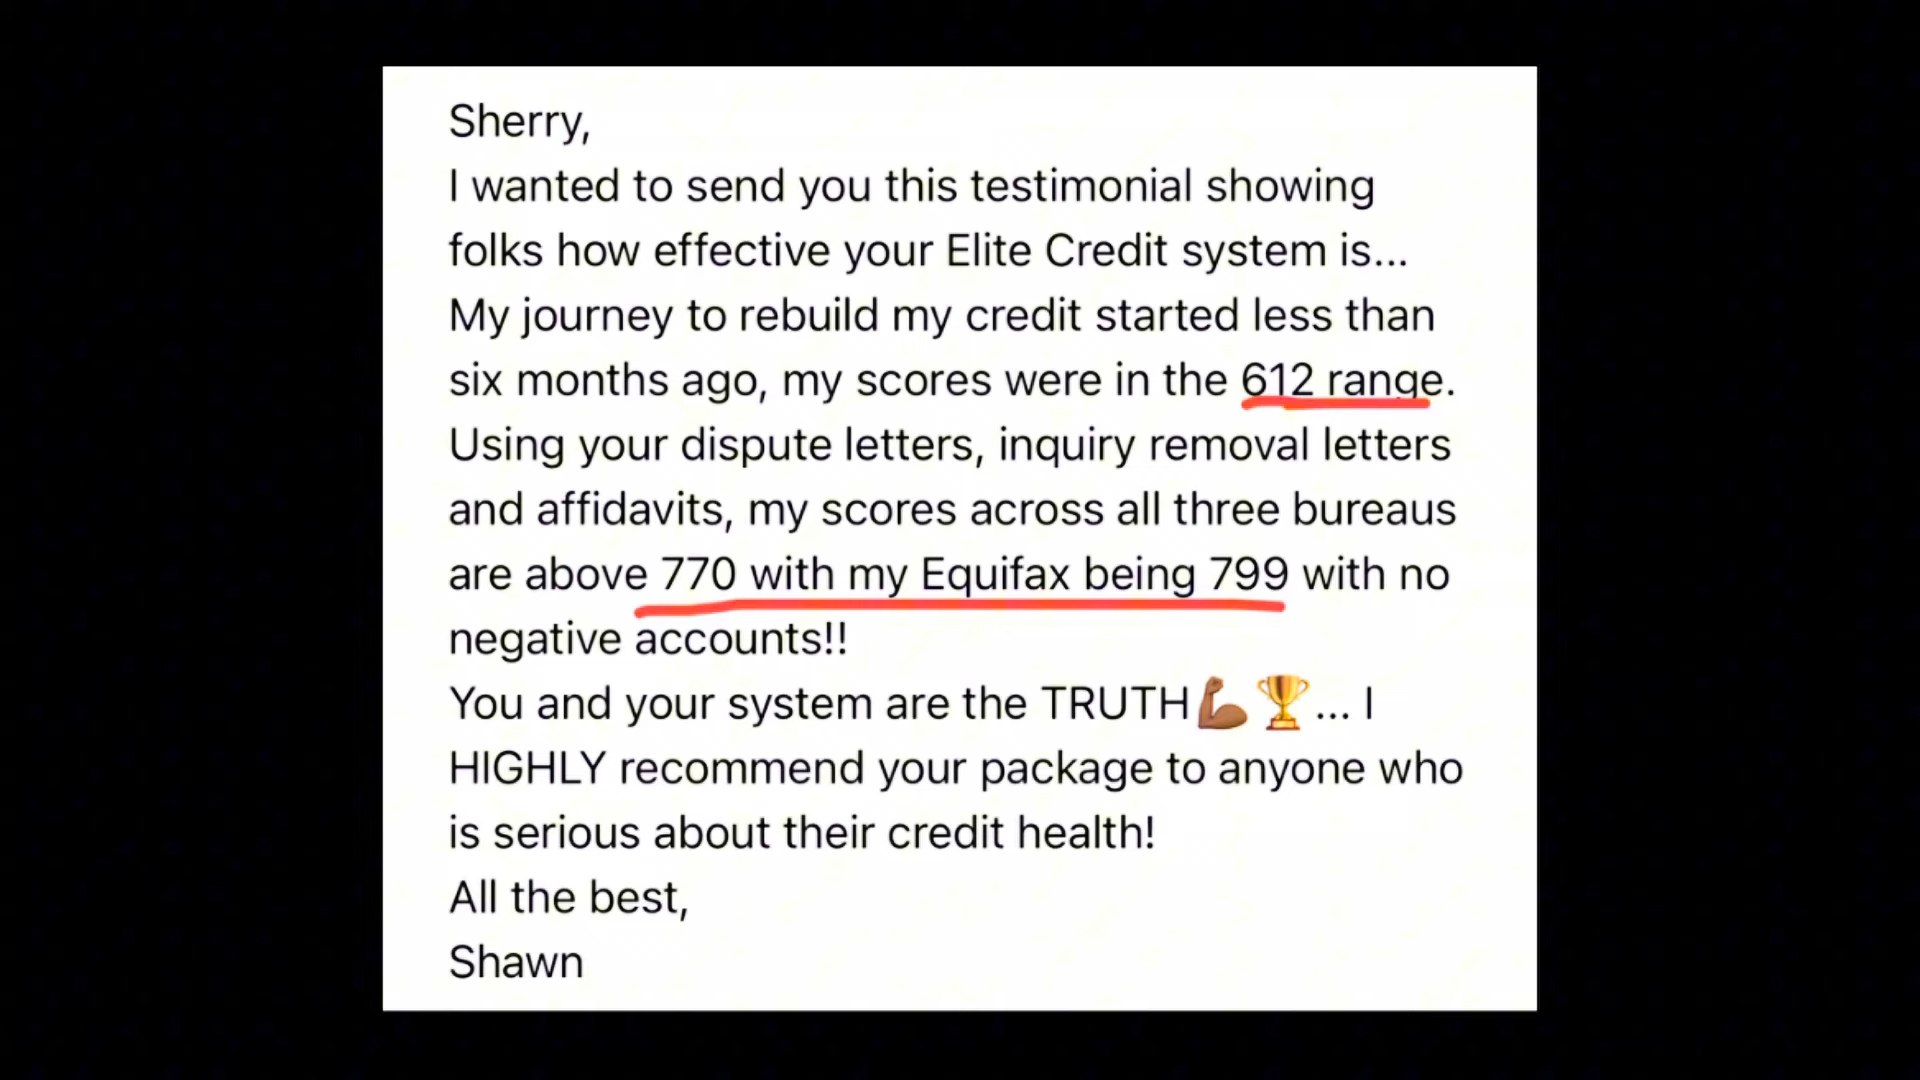 Sherry,
I wanted to send you this testimonial showing
folks how effective your Elite Credit system is...
My journey to rebuild my credit started less than
six months ago, my scores were in the 612 range.
Using your dispute letters, inquiry removal letters
and affidavits, my scores across all three bureaus
are above 770 with my Equifax being 799 with no
negative accounts!!
You and your system are the TRUTH💪🏾🏆... I
HIGHLY recommend your package to anyone who
is serious about their credit health!
All the best,
Shawn